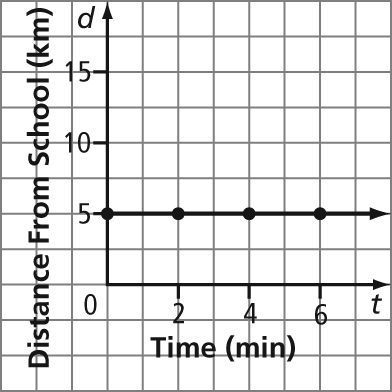 Distance From School (km)
d
15
10
5
0
2 4 6 t
Time (min)